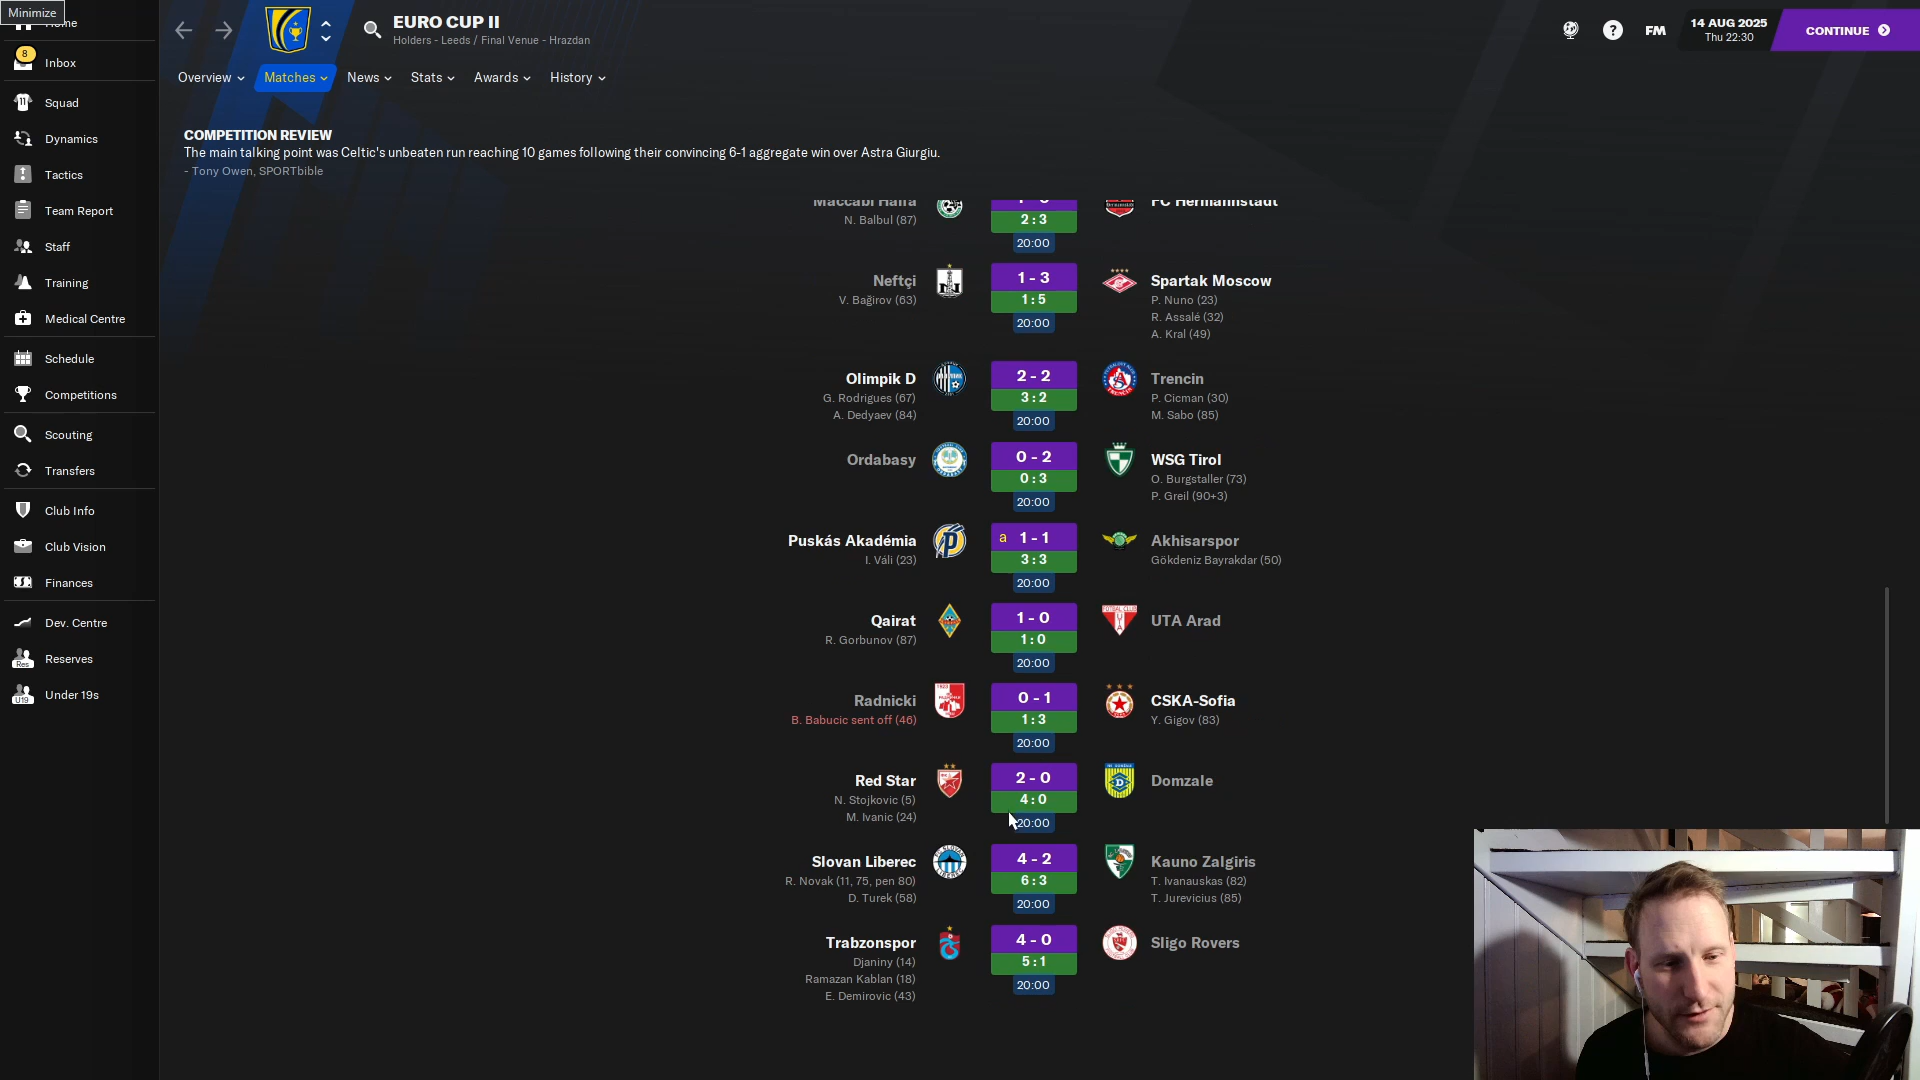 Minimize
Home
8
Inbox
Squad
Dynamics
Tactics
Team Report
Staff
Training
Medical Centre
Schedule
Competitions
Scouting
Transfers
Club Info
Club Vision
Finances
Dev. Centre
Res
Reserves
U19
Under 19s
EURO CUP II
Holders - Leeds / Final Venue - Hrazdan
FM
14 AUG 2025
Thu 22:30
CONTINUE
Overview
Matches
News
Stats
Awards
History
COMPETITION REVIEW
The main talking point was Celtic's unbeaten run reaching 10 games following their convincing 6-1 aggregate win over Astra Giurgiu.
- Tony Owen, SPORTbible
Maccabi Haifa FC Hermannstadt
N. Balbul (87) 2 : 3
20:00
Neftçi 1 - 3 Spartak Moscow
V. Bağirov (63) 1 : 5 P. Nuno (23)
20:00 R. Assalé (32)
A. Kral (49)
Olimpik D 2 - 2 Trencin
G. Rodrigues (67) 3 : 2 P. Cicman (30)
A. Dedyaev (84) 20:00 M. Sabo (85)
Ordabasy 0 - 2 WSG Tirol
0 : 3 O. Burgstaller (73)
20:00 P. Greil (90+3)
Puskás Akadémia a 1 - 1 Akhisarspor
I. Váli (23) 3 : 3 Gökdeniz Bayrakdar (50)
20:00
Qairat 1 - 0 UTA Arad
R. Gorbunov (87) 1 : 0
20:00
Radnicki 0 - 1 CSKA-Sofia
B. Babucic sent off (46) 1 : 3 Y. Gigov (83)
20:00
Red Star 2 - 0 Domzale
N. Stojkovic (5) 4 : 0
M. Ivanic (24) 20:00
Slovan Liberec 4 - 2 Kauno Zalgiris
R. Novak (11, 75, pen 80) 6 : 3 T. Ivanauskas (82)
D. Turek (58) 20:00 T. Jurevicius (85)
Trabzonspor 4 - 0 Sligo Rovers
Djaniny (14) 5 : 1
Ramazan Kablan (18) 20:00
E. Demirovic (43)